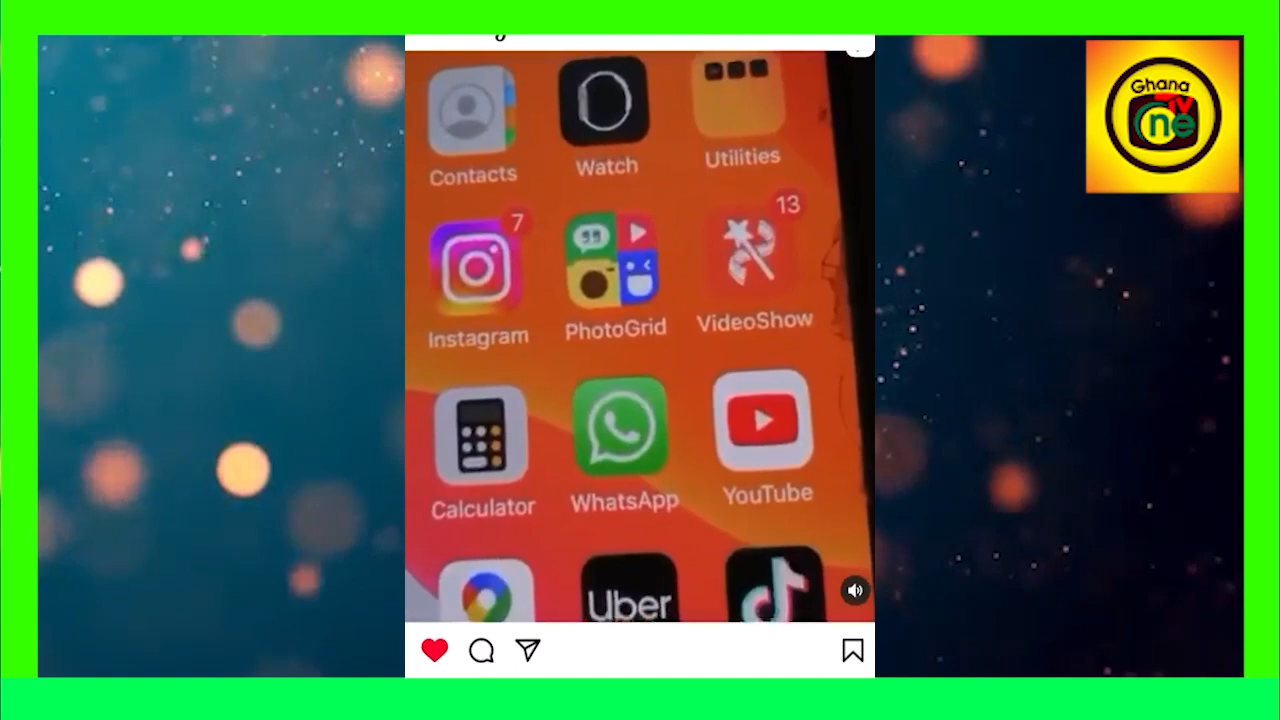 Ghana
TV
One
Contacts
Watch
Utilities
7
13
Instagram
PhotoGrid
VideoShow
Calculator
WhatsApp
YouTube
Uber